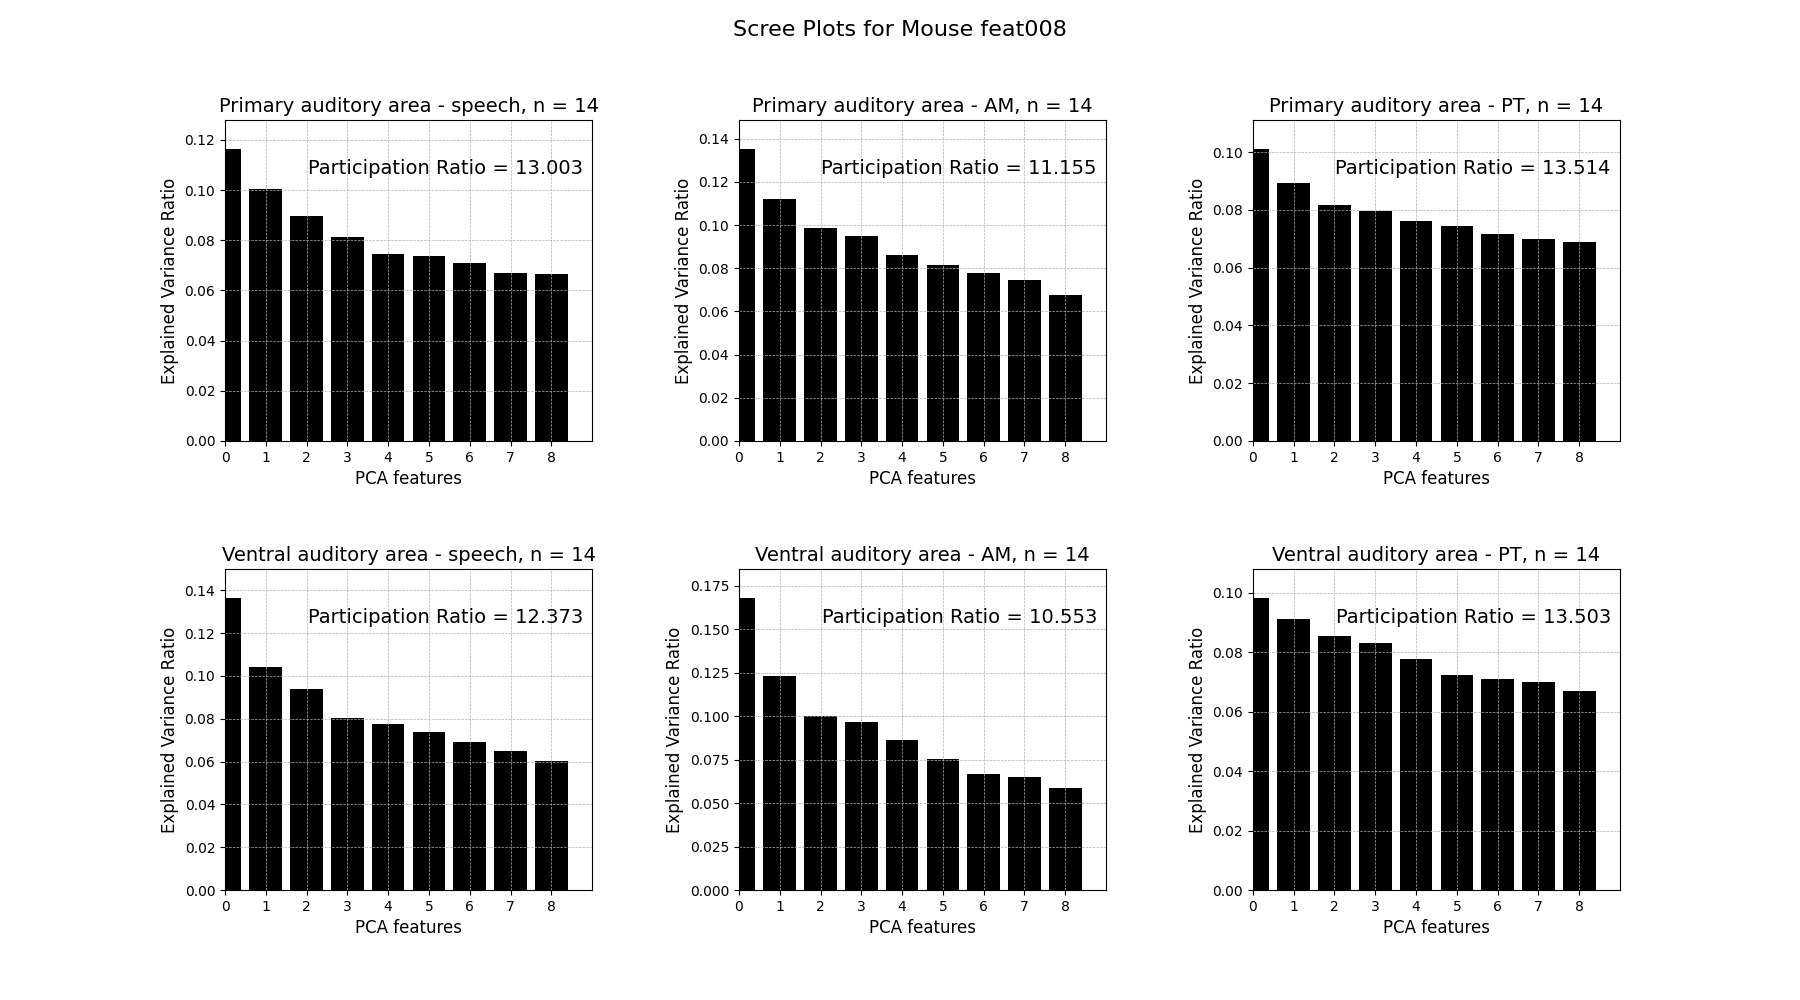 Scree Plots for Mouse feat008
Primary auditory area - speech, n = 14
Participation Ratio = 13.003
Explained Variance Ratio
0.12
0.10
0.08
0.06
0.04
0.02
0.00
0 1 2 3 4 5 6 7 8
PCA features
Primary auditory area - AM, n = 14
Participation Ratio = 11.155
Explained Variance Ratio
0.14
0.12
0.10
0.08
0.06
0.04
0.02
0.00
0 1 2 3 4 5 6 7 8
PCA features
Primary auditory area - PT, n = 14
Participation Ratio = 13.514
Explained Variance Ratio
0.10
0.08
0.06
0.04
0.02
0.00
0 1 2 3 4 5 6 7 8
PCA features
Ventral auditory area - speech, n = 14
Participation Ratio = 12.373
Explained Variance Ratio
0.14
0.12
0.10
0.08
0.06
0.04
0.02
0.00
0 1 2 3 4 5 6 7 8
PCA features
Ventral auditory area - AM, n = 14
Participation Ratio = 10.553
Explained Variance Ratio
0.175
0.150
0.125
0.100
0.075
0.050
0.025
0.000
0 1 2 3 4 5 6 7 8
PCA features
Ventral auditory area - PT, n = 14
Participation Ratio = 13.503
Explained Variance Ratio
0.10
0.08
0.06
0.04
0.02
0.00
0 1 2 3 4 5 6 7 8
PCA features